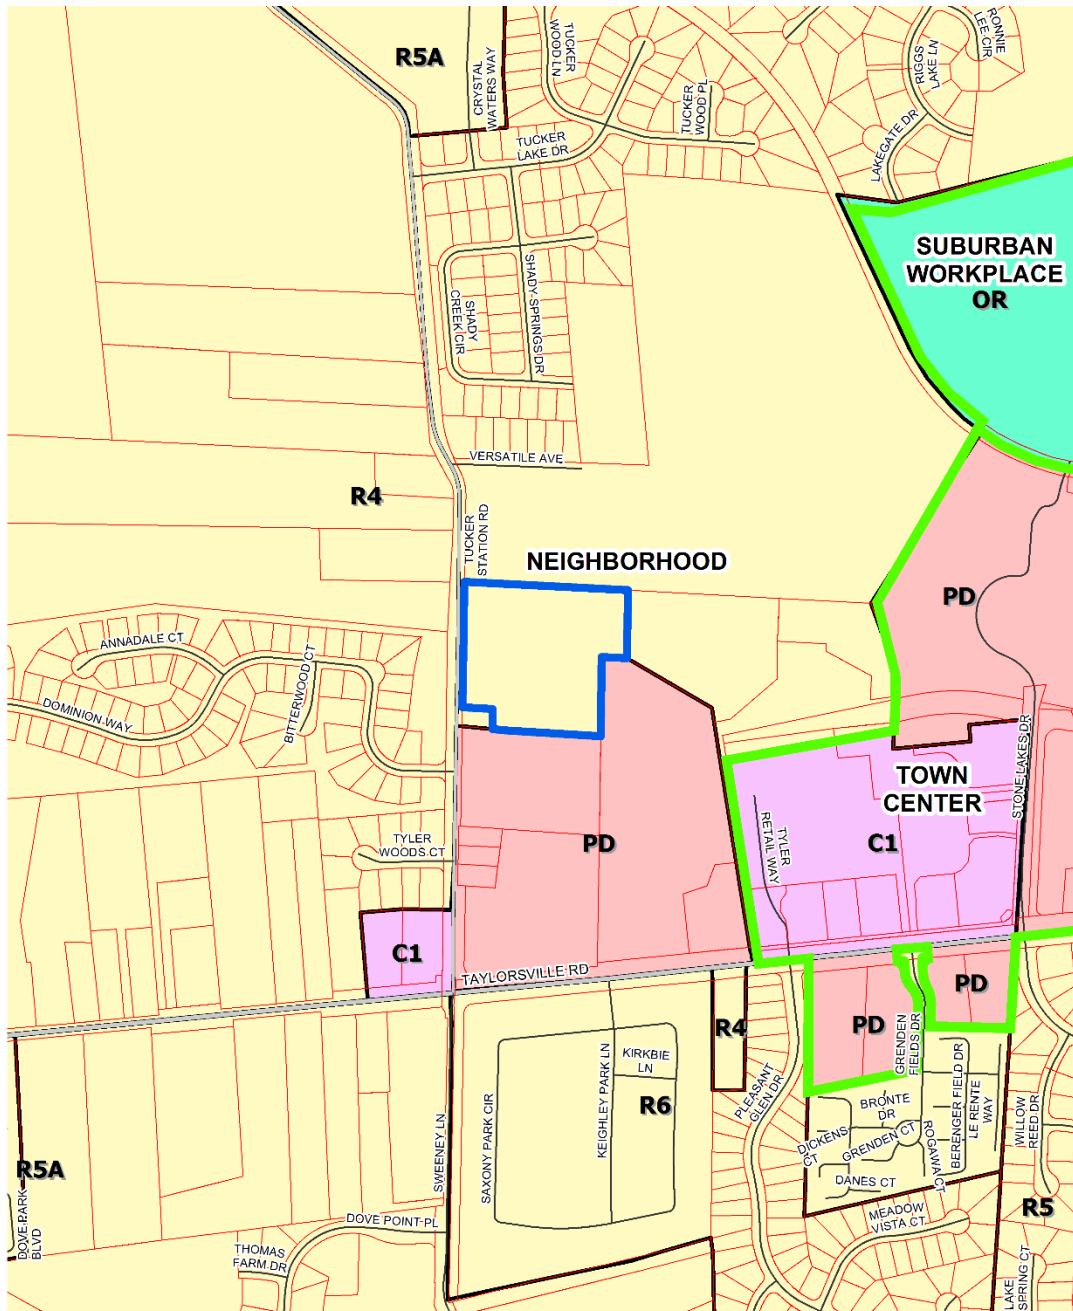 R5A
CRYSTAL
WATERS WAY
TUCKER
WOOD LN
TUCKER
WOOD PL
TUCKER
LAKE DR
RONNIE
LEE CIR
RIGGS
LAKE LN
LAKEGATE DR
SUBURBAN
WORKPLACE
OR
SHADY SPRINGS DR
SHADY
CREEK CIR
VERSATILE AVE
R4
TUCKER
STATION RD
NEIGHBORHOOD
PD
ANNADALE CT
BITTERWOOD CT
DOMINION WAY
STONE LAKES DR
TOWN
CENTER
C1
TYLER
RETAIL WAY
TYLER
WOODS CT
PD
C1
TAYLORSVILLE RD
PD
PD
GRENDEN
FIELDS DR
R4
KIRKBIE
LN
KEIGHLEY PARK LN
R6
SAXONY PARK CIR
SWEENEY LN
PLEASANT
GLEN DR
BRONTE
DR
DICKENS
CT
GRENDEN CT
DANES CT
ROGAWA CT
BERENGER FIELD DR
LE RENTE
WAY
WILLOW
REED DR
R5A
DOVE PARK
BLVD
DOVE POINT PL
THOMAS
FARM DR
MEADOW
VISTA CT
R5
LAKE
SPRING CT